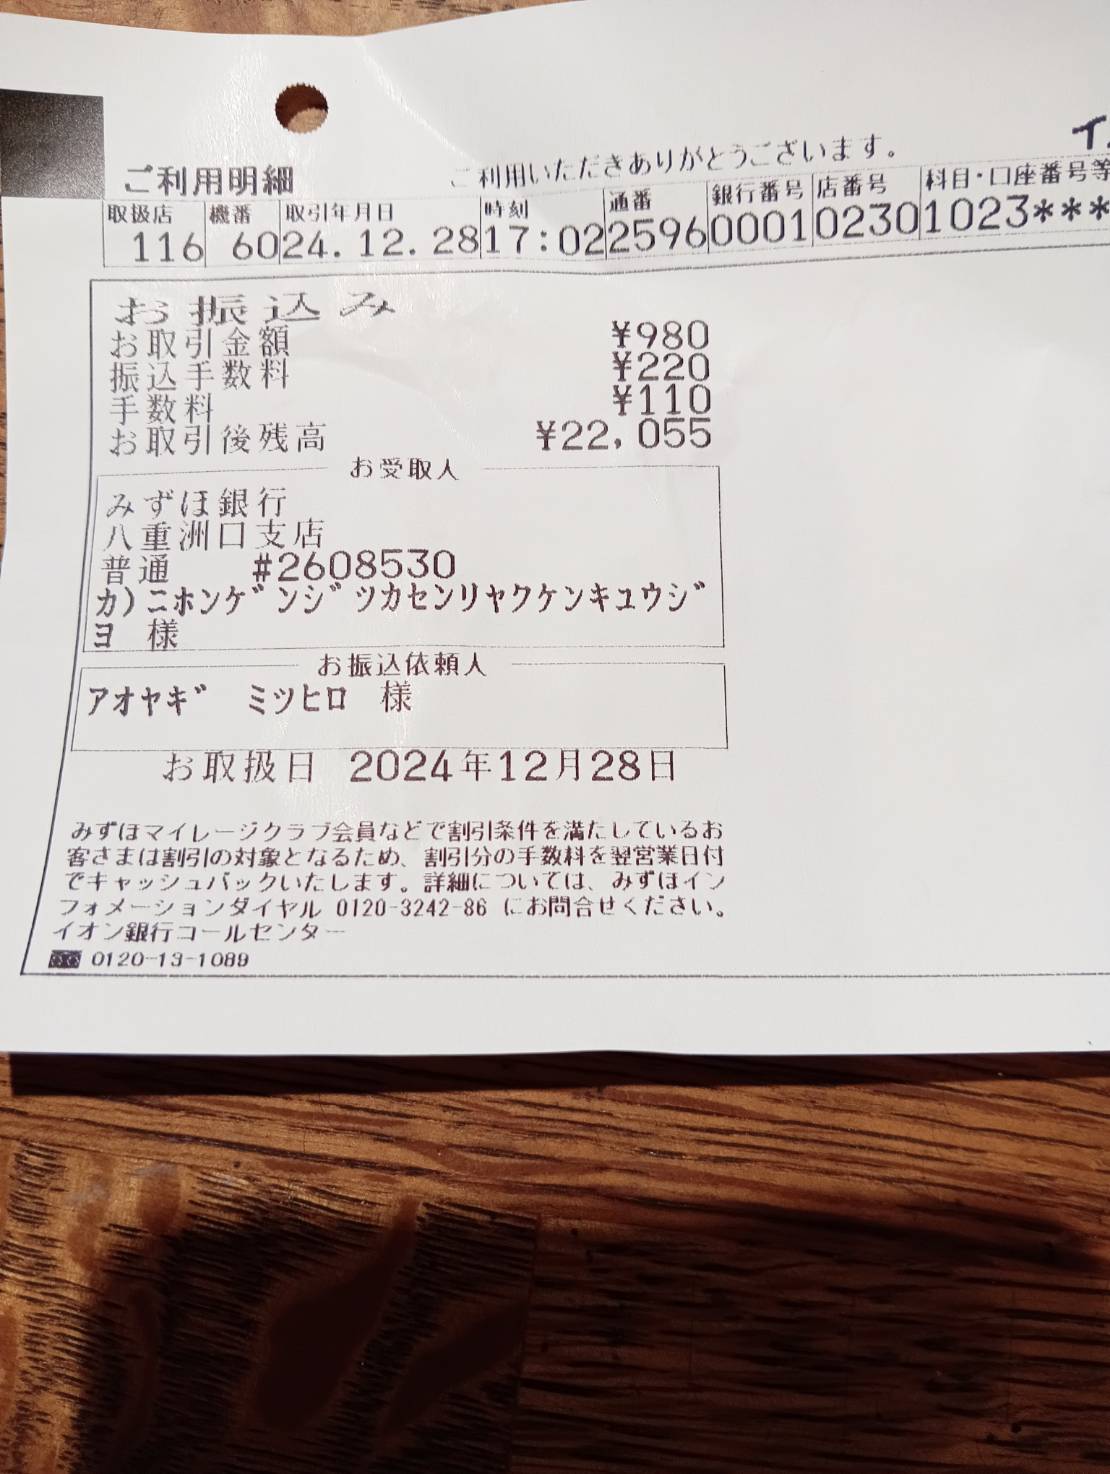 ご利用明細 ご利用いただきありがとうございます。
取扱店 機番 取引年月日 時刻 通番 銀行番号 店番号 科目・口座番号等
116 60 24.12.28 17:02 2596 0001 0230 1023***
お振込み
お取引金額 ¥980
振込手数料 ¥220
手数料 ¥110
お取引後残高 ¥22,055
お受取人
みずほ銀行
八重洲口支店
普通 #2608530
カ)ニホンゲンジツカセンリヤクケンキユウジ
ヨ 様
お振込依頼人
アオヤギ ミツヒロ 様
お取扱日 2024年12月28日
みずほマイレージクラブ会員などで割引条件を満たしているお
客さまは割引の対象となるため、割引分の手数料を翌営業日付
でキャッシュバックいたします。詳細については、みずほイン
フォメーションダイヤル 0120-3242-86 にお問合せください。
イオン銀行コールセンター
0120-13-1089